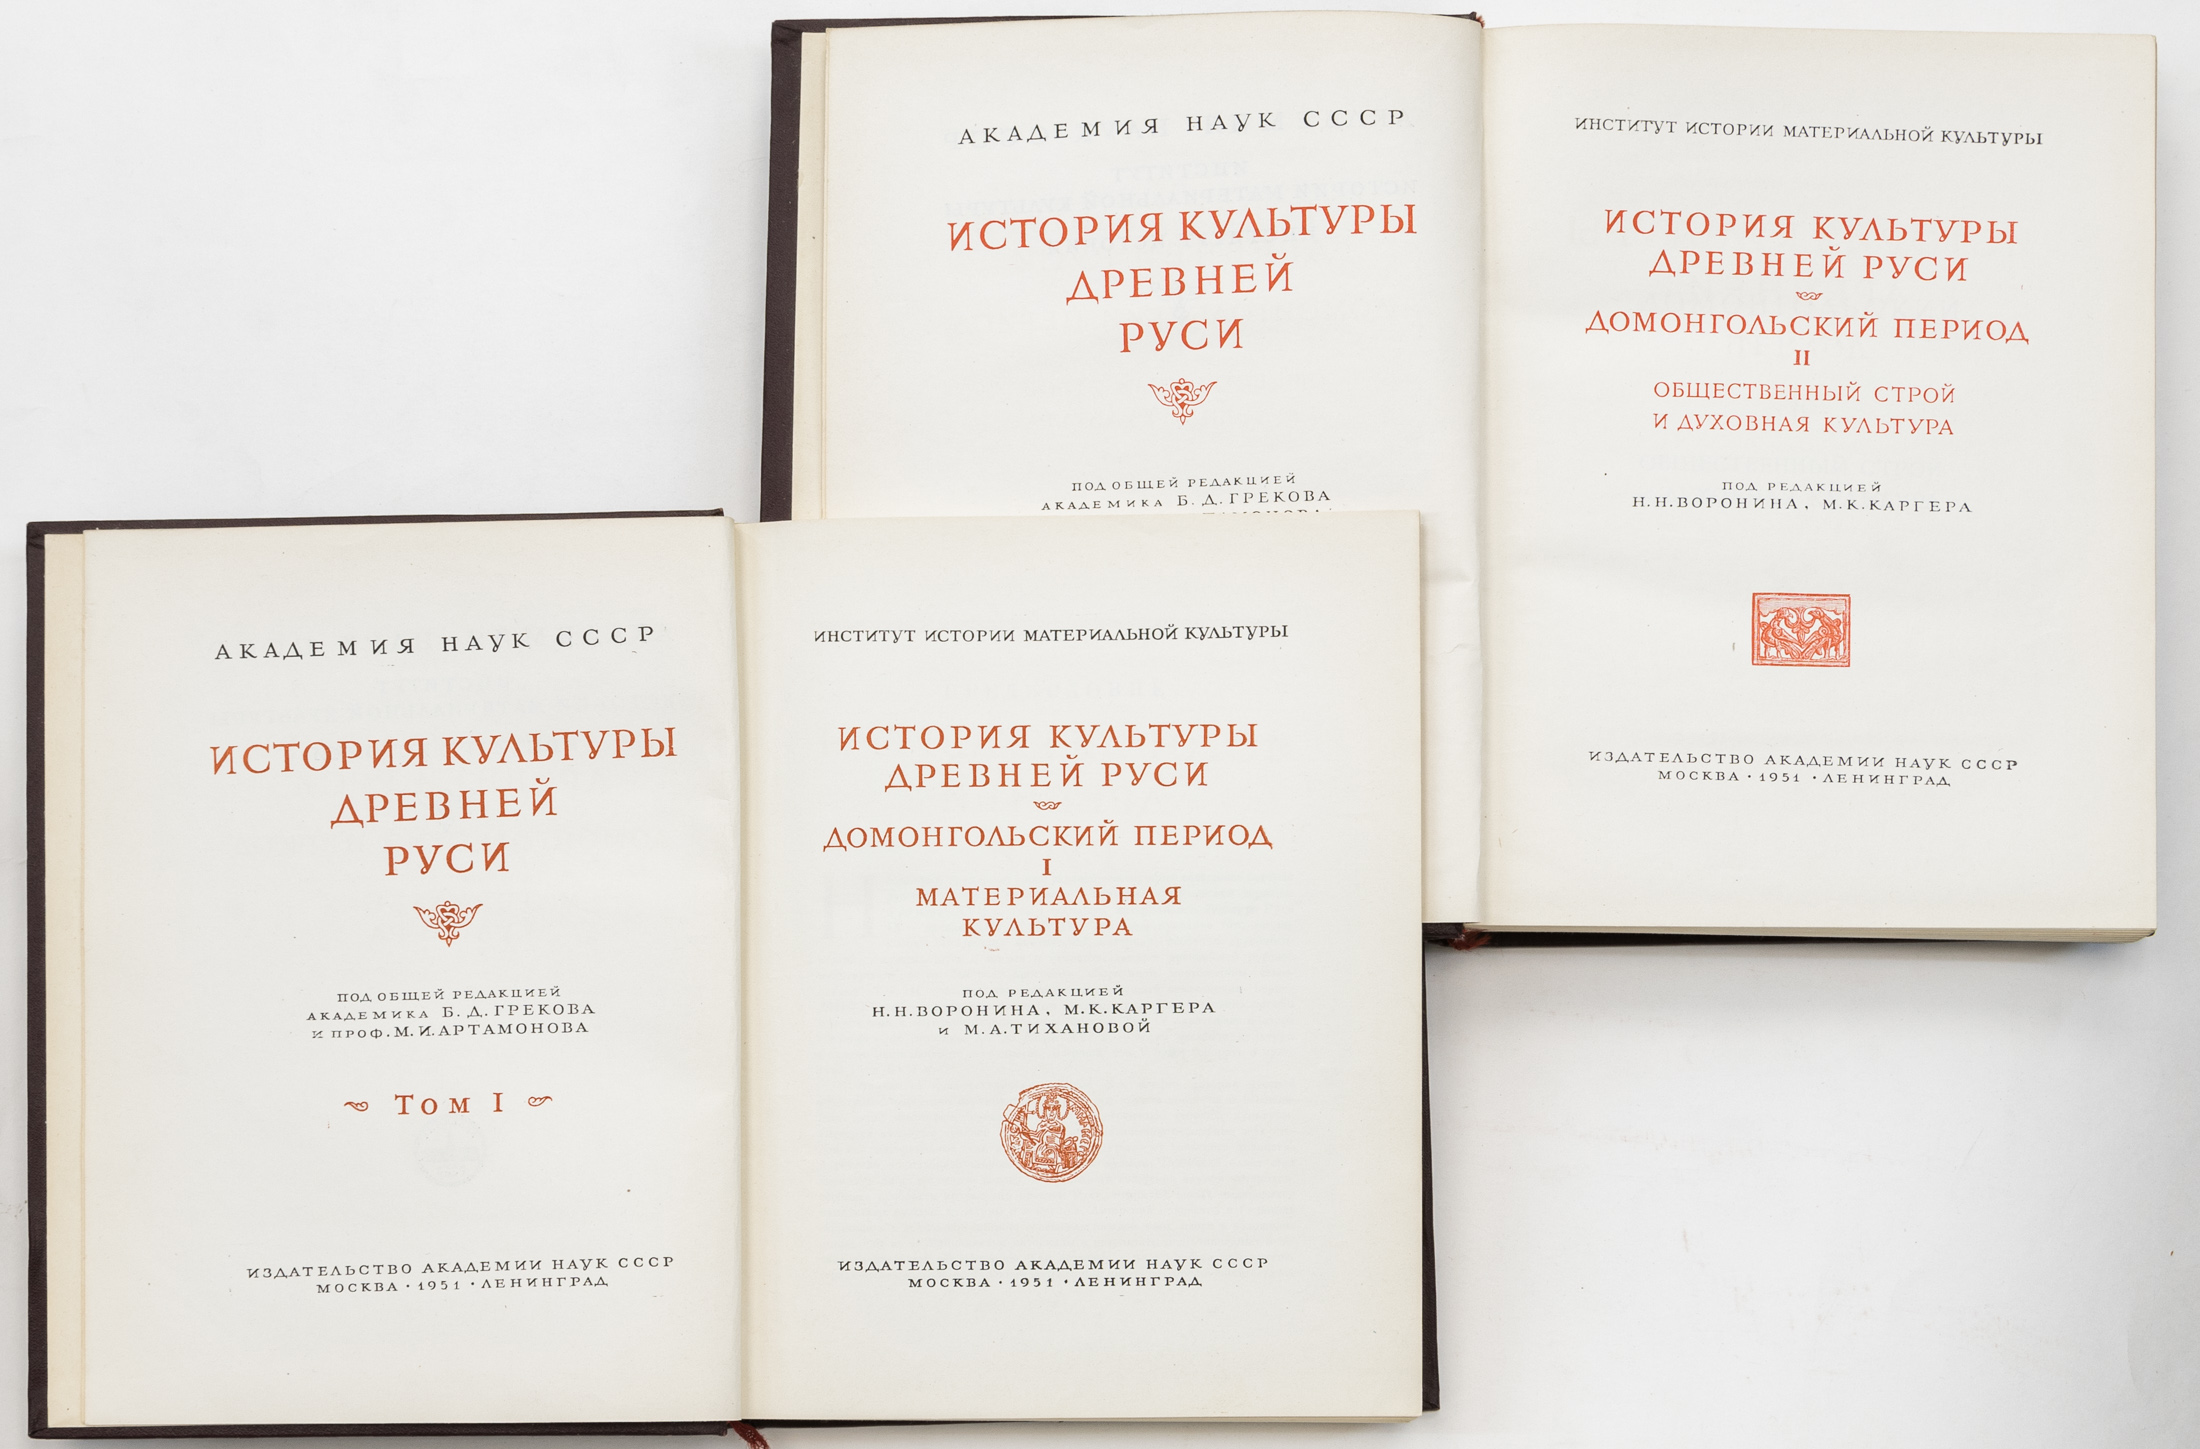 АКАДЕМИЯ НАУК СССР
ИСТОРИЯ КУЛЬТУРЫ
ДРЕВНЕЙ
РУСИ
ПОД ОБЩЕЙ РЕДАКЦИЕЙ
АКАДЕМИКА Б. Д. ГРЕКОВА
ИНСТИТУТ ИСТОРИИ МАТЕРИАЛЬНОЙ КУЛЬТУРЫ
ИСТОРИЯ КУЛЬТУРЫ
ДРЕВНЕЙ РУСИ
ДОМОНГОЛЬСКИЙ ПЕРИОД
II
ОБЩЕСТВЕННЫЙ СТРОЙ
И ДУХОВНАЯ КУЛЬТУРА
ПОД РЕДАКЦИЕЙ
Н. Н. ВОРОНИНА, М. К. КАРГЕРА
ИЗДАТЕЛЬСТВО АКАДЕМИИ НАУК СССР
МОСКВА · 1951 · ЛЕНИНГРАД
АКАДЕМИЯ НАУК СССР
ИСТОРИЯ КУЛЬТУРЫ
ДРЕВНЕЙ
РУСИ
ПОД ОБЩЕЙ РЕДАКЦИЕЙ
АКАДЕМИКА Б. Д. ГРЕКОВА
И ПРОФ. М. И. АРТАМОНОВА
Том I
ИЗДАТЕЛЬСТВО АКАДЕМИИ НАУК СССР
МОСКВА · 1951 · ЛЕНИНГРАД
ИНСТИТУТ ИСТОРИИ МАТЕРИАЛЬНОЙ КУЛЬТУРЫ
ИСТОРИЯ КУЛЬТУРЫ
ДРЕВНЕЙ РУСИ
ДОМОНГОЛЬСКИЙ ПЕРИОД
I
МАТЕРИАЛЬНАЯ
КУЛЬТУРА
ПОД РЕДАКЦИЕЙ
Н. Н. ВОРОНИНА, М. К. КАРГЕРА
И М. А. ТИХАНОВОЙ
ИЗДАТЕЛЬСТВО АКАДЕМИИ НАУК СССР
МОСКВА · 1951 · ЛЕНИНГРАД